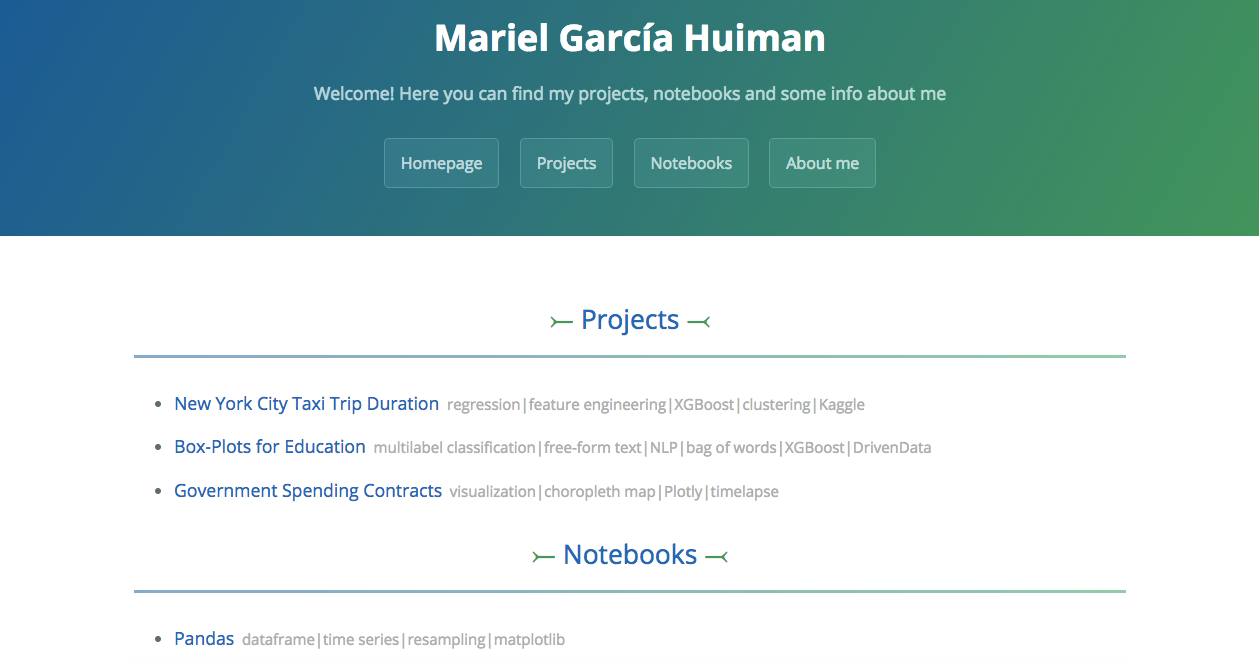 Mariel García Huiman
Welcome! Here you can find my projects, notebooks and some info about me
Homepage Projects Notebooks About me
Projects
New York City Taxi Trip Duration regression|feature engineering|XGBoost|clustering|Kaggle
Box-Plots for Education multilabel classification|free-form text|NLP|bag of words|XGBoost|DrivenData
Government Spending Contracts visualization|choropleth map|Plotly|timelapse
Notebooks
Pandas dataframe|time series|resampling|matplotlib